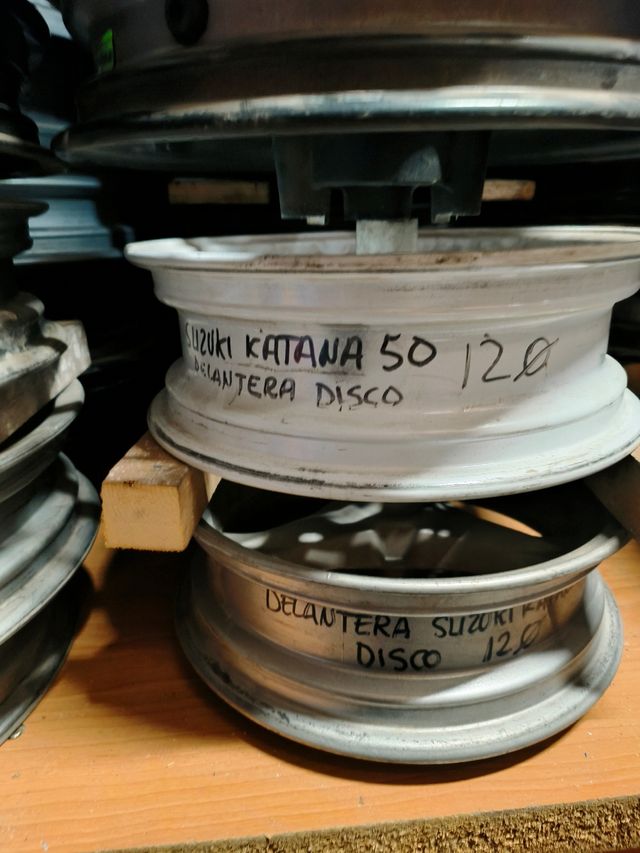 SUZUKI KATANA 50 12Ø
DELANTERA DISCO
DELANTERA SUZUKI
DISCO 12Ø